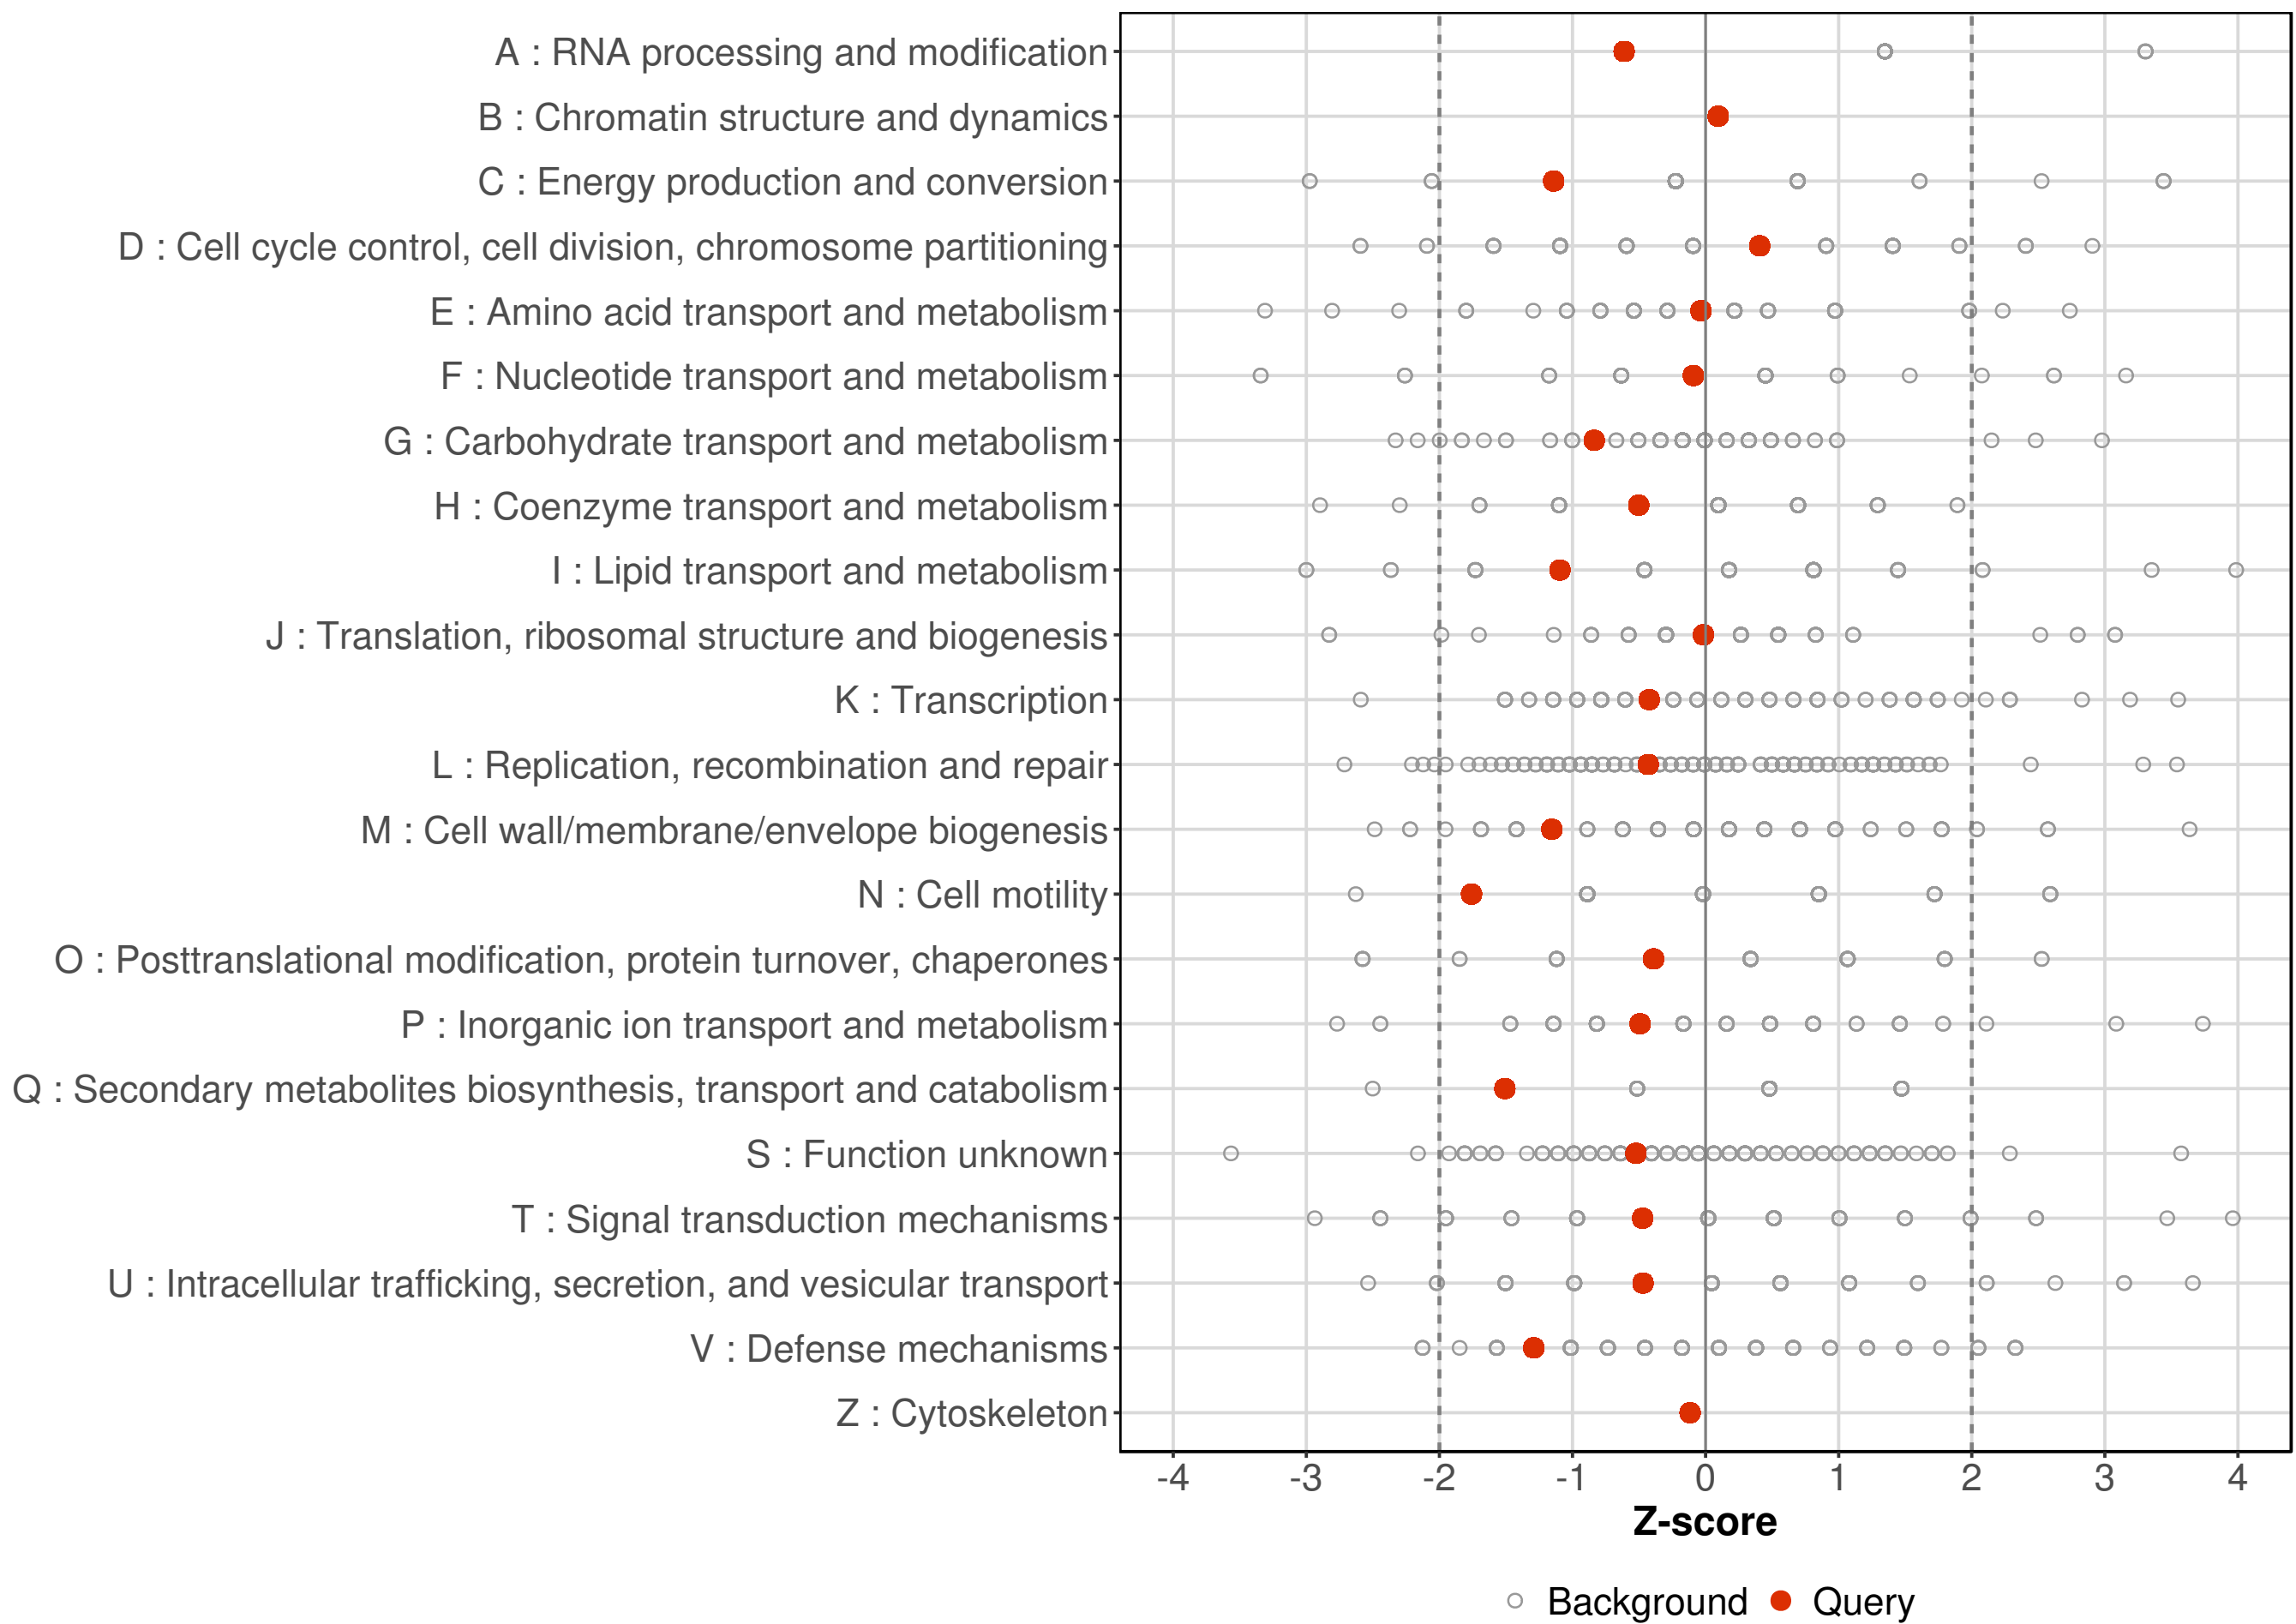 A : RNA processing and modification
B : Chromatin structure and dynamics
C : Energy production and conversion
D : Cell cycle control, cell division, chromosome partitioning
E : Amino acid transport and metabolism
F : Nucleotide transport and metabolism
G : Carbohydrate transport and metabolism
H : Coenzyme transport and metabolism
I : Lipid transport and metabolism
J : Translation, ribosomal structure and biogenesis
K : Transcription
L : Replication, recombination and repair
M : Cell wall/membrane/envelope biogenesis
N : Cell motility
O : Posttranslational modification, protein turnover, chaperones
P : Inorganic ion transport and metabolism
Q : Secondary metabolites biosynthesis, transport and catabolism
S : Function unknown
T : Signal transduction mechanisms
U : Intracellular trafficking, secretion, and vesicular transport
V : Defense mechanisms
Z : Cytoskeleton
-4 -3 -2 -1 0 1 2 3 4
Z-score
Background Query